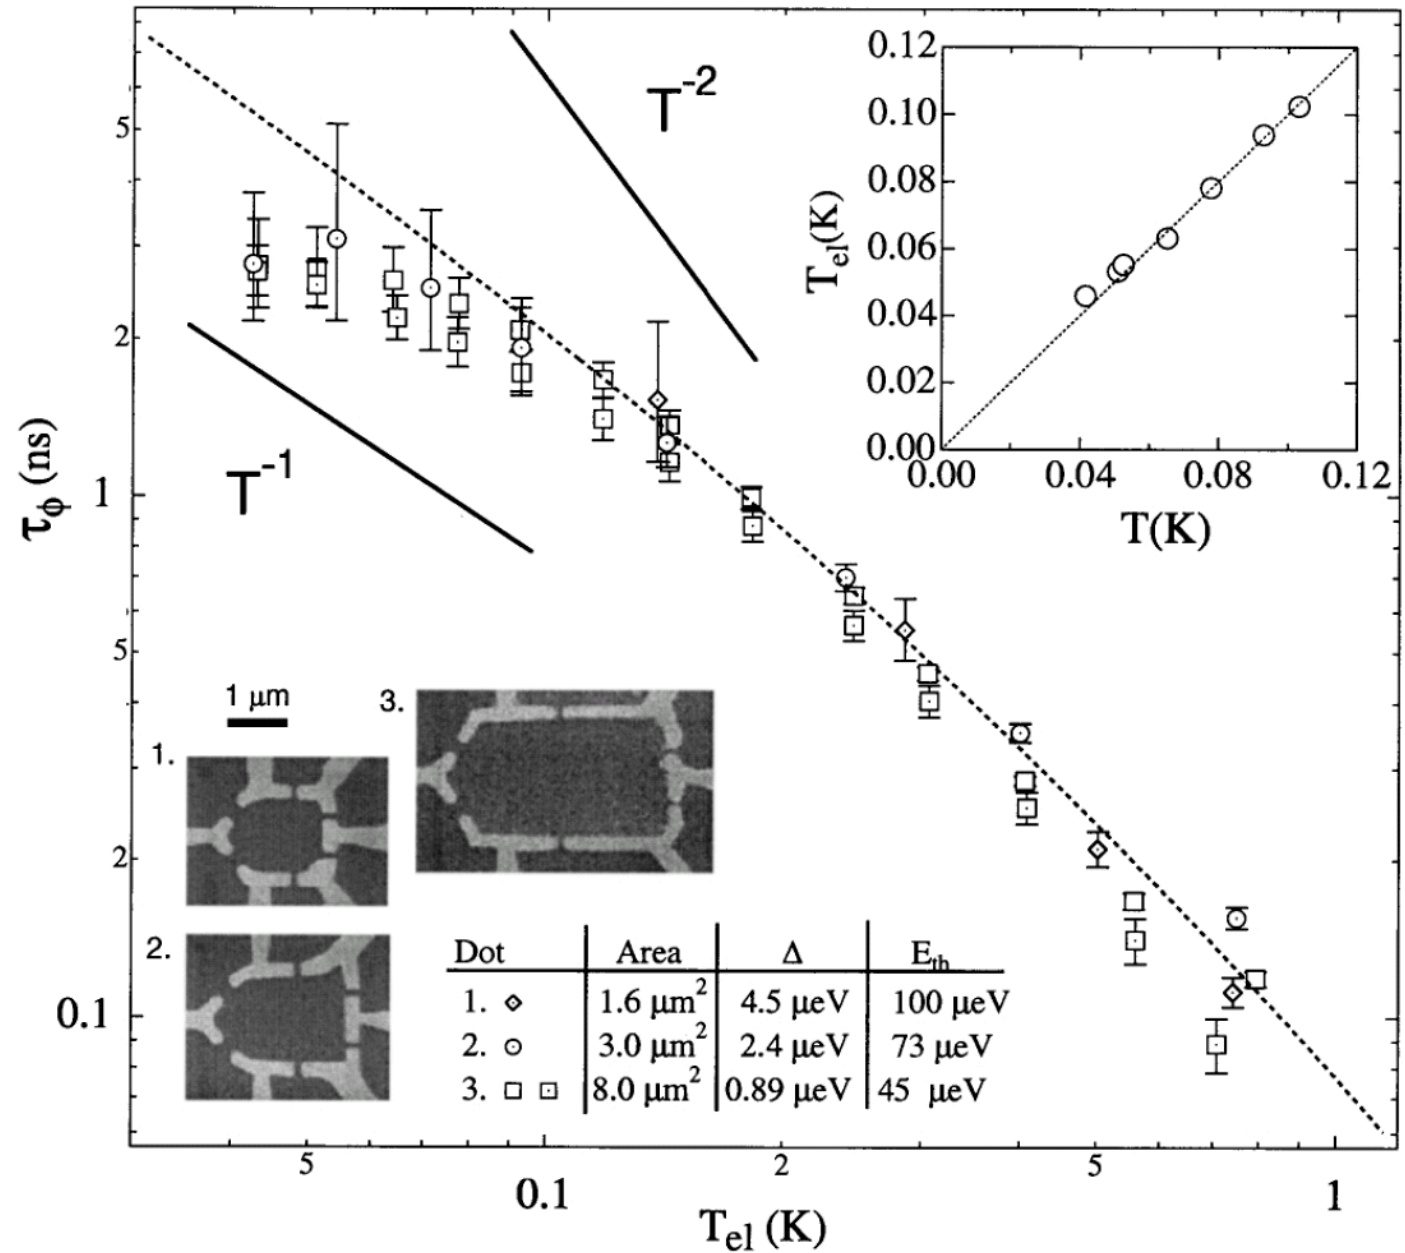 T⁻²
T⁻¹
τϕ (ns)
5
2
1
5
2
0.1
5
0.1
2
5
1
Tel (K)
Tel(K)
0.12
0.10
0.08
0.06
0.04
0.02
0.00
0.00 0.04 0.08 0.12
T(K)
1 μm
1.
2.
3.
Dot Area Δ Eth
1. ◇ 1.6 μm² 4.5 μeV 100 μeV
2. ⊙ 3.0 μm² 2.4 μeV 73 μeV
3. □ ⊡ 8.0 μm² 0.89 μeV 45 μeV